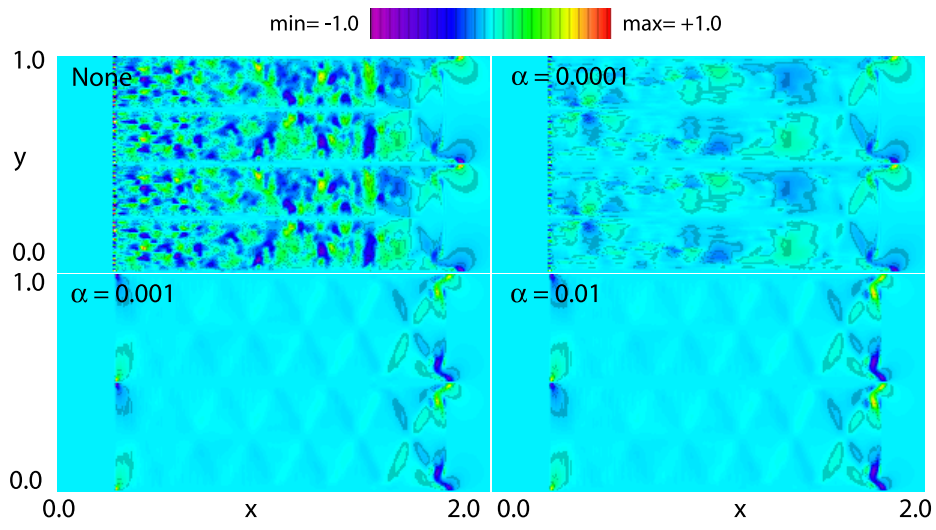 min= -1.0 max= +1.0
1.0
None
α = 0.0001
y
0.0
1.0
α = 0.001
α = 0.01
0.0
0.0 x 2.0 0.0 x 2.0